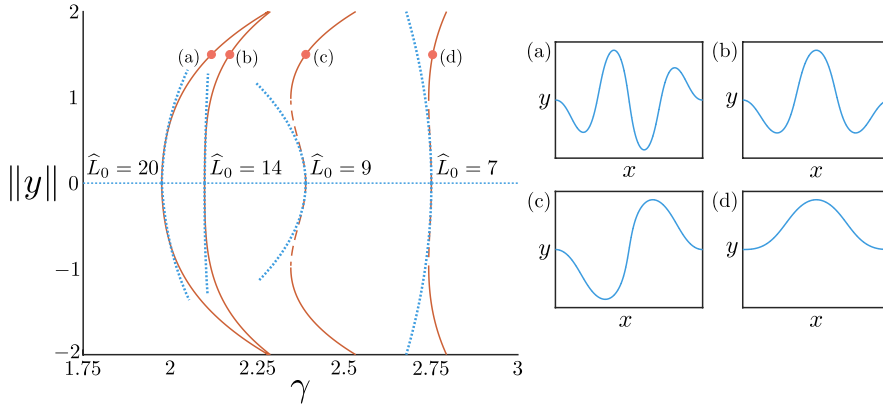 2
(a)
(b)
(c)
(d)
1
L̂₀ = 20
L̂₀ = 14
L̂₀ = 9
L̂₀ = 7
‖y‖
0
−1
−2
1.75
2
2.25
2.5
2.75
3
γ
(a)
y
x
(b)
y
x
(c)
y
x
(d)
y
x